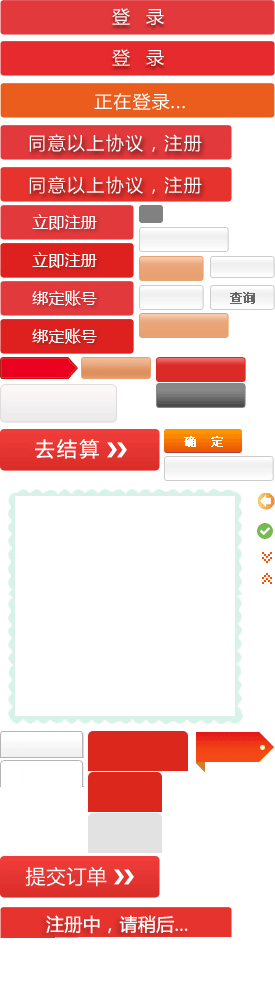 登 录
登 录
正在登录...
同意以上协议，注册
同意以上协议，注册
立即注册
立即注册
绑定账号
查询
绑定账号
去结算
确 定
提交订单
注册中，请稍后...